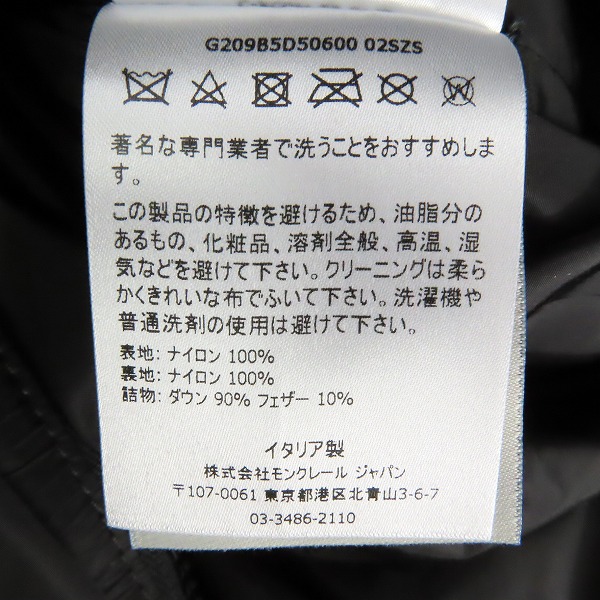 G209B5D50600 02SZS
W
著名な専門業者で洗うことをおすすめしま
す。
この製品の特徴を避けるため、油脂分の
あるもの、化粧品、溶剤全般、高温、湿
気などを避けて下さい。クリーニングは柔ら
かくきれいな布でふいて下さい。洗濯機や
普通洗剤の使用は避けて下さい。
表地: ナイロン 100%
裏地: ナイロン 100%
詰物: ダウン 90% フェザー 10%
イタリア製
株式会社モンクレール ジャパン
〒107-0061 東京都港区北青山3-6-7
03-3486-2110